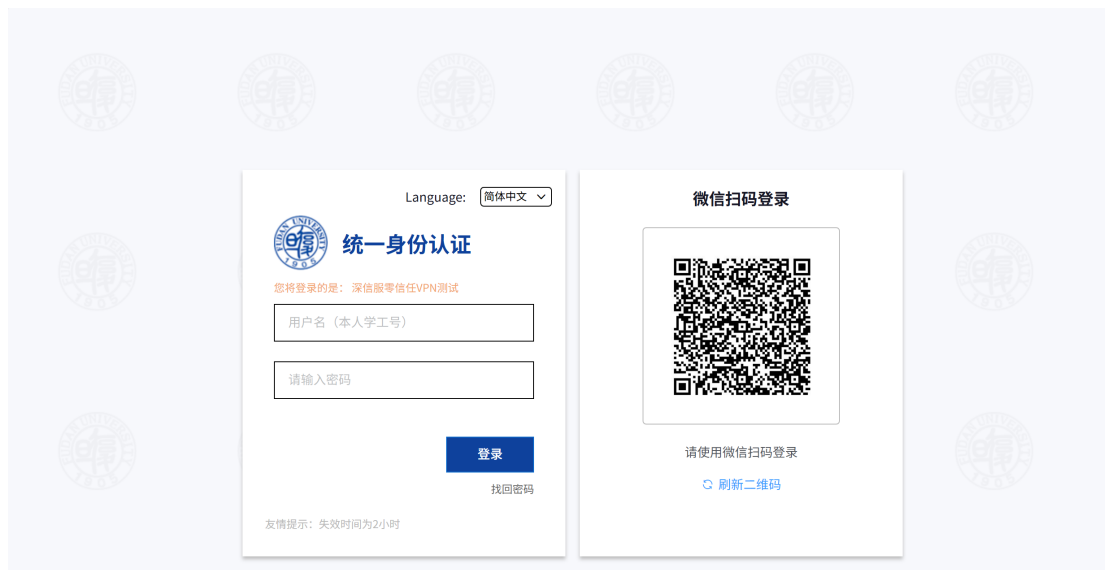 Language: 简体中文
FUDAN UNIVERSITY
1905
统一身份认证
您将登录的是： 深信服零信任VPN测试
用户名（本人学工号）
请输入密码
登录
找回密码
友情提示：失效时间为2小时
微信扫码登录
请使用微信扫码登录
刷新二维码